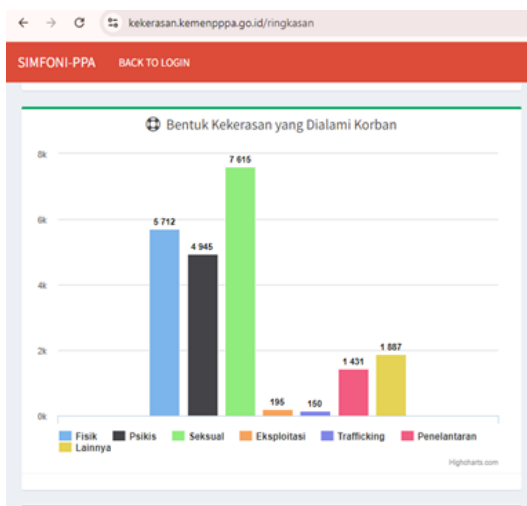 kekerasan.kemenpppa.go.id/ringkasan
SIMFONI-PPA BACK TO LOGIN
Bentuk Kekerasan yang Dialami Korban
8k
7 615
6k
5 712
4 945
4k
2k
1 887
1 431
195
150
0k
Fisik Psikis Seksual Eksploitasi Trafficking Penelantaran
Lainnya
Highcharts.com